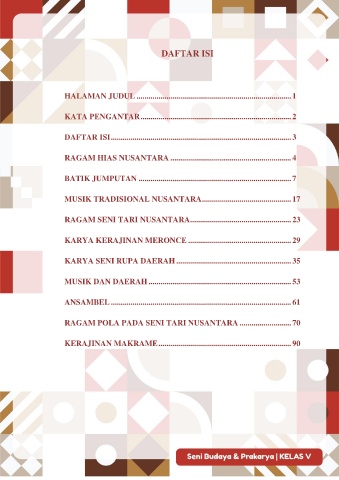 DAFTAR ISI
HALAMAN JUDUL ........................................................ 1
KATA PENGANTAR ...................................................... 2
DAFTAR ISI ................................................................ 3
RAGAM HIAS NUSANTARA ........................................... 4
BATIK JUMPUTAN ....................................................... 7
MUSIK TRADISIONAL NUSANTARA ................................ 17
RAGAM SENI TARI NUSANTARA ..................................... 23
KARYA KERAJINAN MERONCE ...................................... 29
KARYA SENI RUPA DAERAH .......................................... 35
MUSIK DAN DAERAH ................................................... 53
ANSAMBEL ................................................................. 61
RAGAM POLA PADA SENI TARI NUSANTARA .................... 70
KERAJINAN MAKRAME ................................................. 90
Seni Budaya & Prakarya | KELAS V